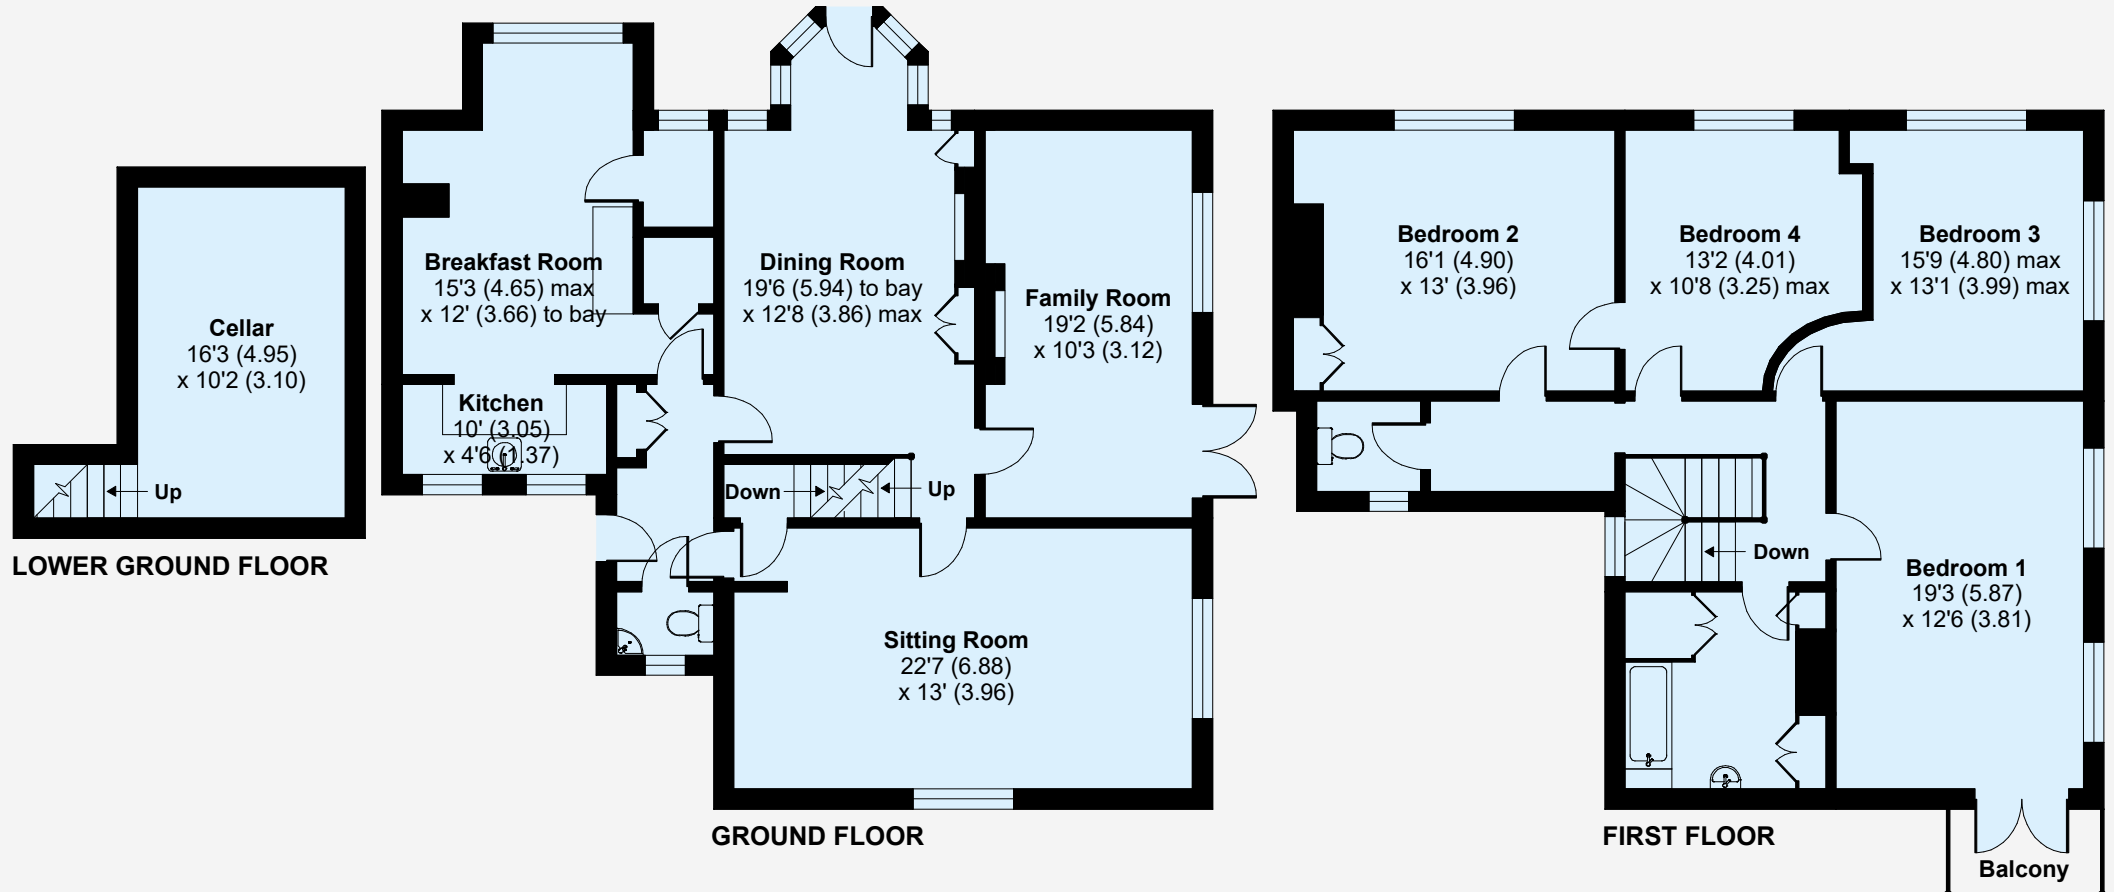 Cellar
16'3 (4.95)
x 10'2 (3.10)
Up
LOWER GROUND FLOOR
Breakfast Room
15'3 (4.65) max
x 12' (3.66) to bay
Kitchen
10' (3.05)
x 4'6 (1.37)
Dining Room
19'6 (5.94) to bay
x 12'8 (3.86) max
Family Room
19'2 (5.84)
x 10'3 (3.12)
Down
Up
Sitting Room
22'7 (6.88)
x 13' (3.96)
GROUND FLOOR
Bedroom 2
16'1 (4.90)
x 13' (3.96)
Bedroom 4
13'2 (4.01)
x 10'8 (3.25) max
Bedroom 3
15'9 (4.80) max
x 13'1 (3.99) max
Down
Bedroom 1
19'3 (5.87)
x 12'6 (3.81)
FIRST FLOOR
Balcony